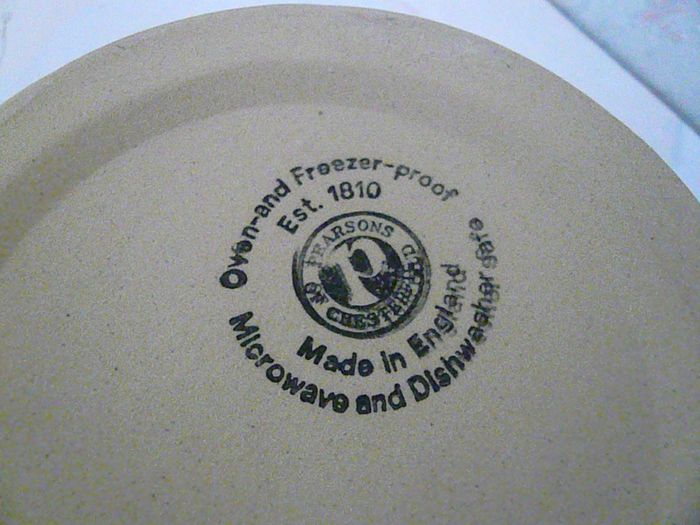 Oven-and Freezer-proof
Est. 1810
PEARSONS
OF CHESTERFIELD
P
Made in England
Microwave and Dishwasher safe